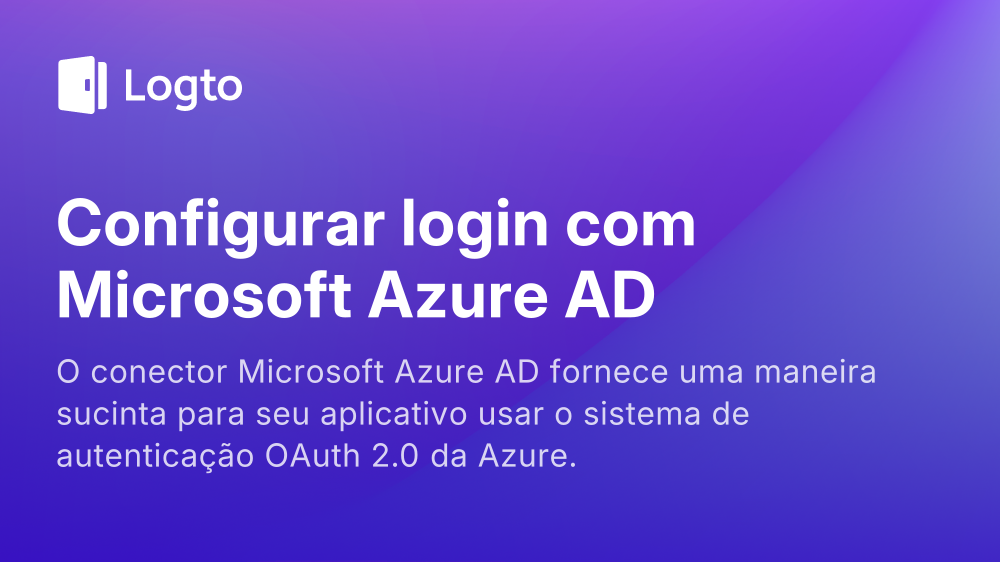 Logto
Configurar login com
Microsoft Azure AD
O conector Microsoft Azure AD fornece uma maneira
sucinta para seu aplicativo usar o sistema de
autenticação OAuth 2.0 da Azure.